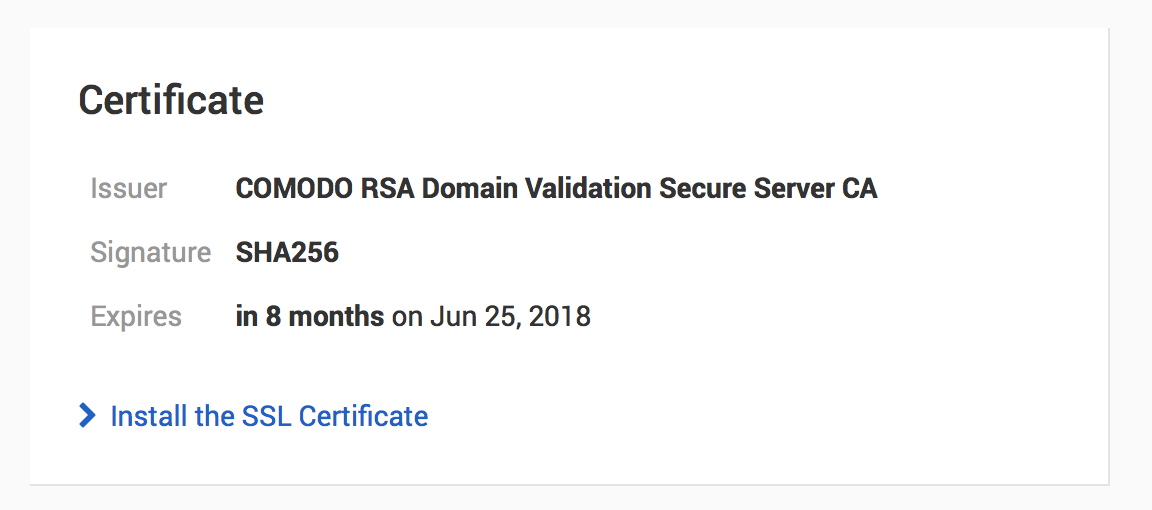 Certificate
Issuer COMODO RSA Domain Validation Secure Server CA
Signature SHA256
Expires in 8 months on Jun 25, 2018
Install the SSL Certificate